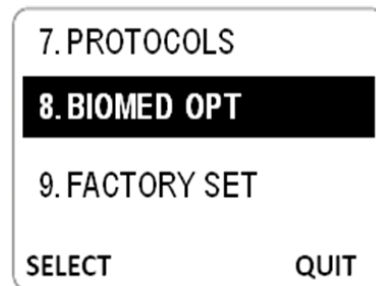 7. PROTOCOLS
8. BIOMED OPT
9. FACTORY SET
SELECT QUIT